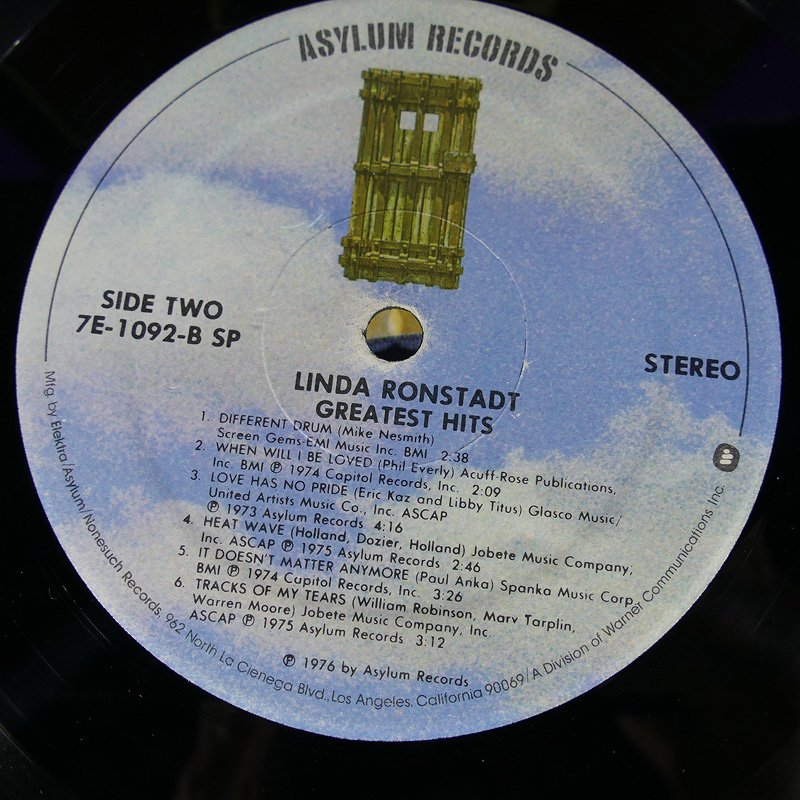 ASYLUM RECORDS
SIDE TWO
7E-1092-B SP
STEREO
LINDA RONSTADT
GREATEST HITS
1. DIFFERENT DRUM (Mike Nesmith)
Screen Gems-EMI Music Inc. BMI 2:38
2. WHEN WILL I BE LOVED (Phil Everly) Acuff-Rose Publications,
Inc. BMI ℗ 1974 Capitol Records, Inc. 2:09
3. LOVE HAS NO PRIDE (Eric Kaz and Libby Titus) Glasco Music/
United Artists Music Co., Inc. ASCAP
℗ 1973 Asylum Records 4:16
4. HEAT WAVE (Holland, Dozier, Holland) Jobete Music Company,
Inc. ASCAP ℗ 1975 Asylum Records 2:46
5. IT DOESN'T MATTER ANYMORE (Paul Anka) Spanka Music Corp.
BMI ℗ 1974 Capitol Records, Inc. 3:26
6. TRACKS OF MY TEARS (William Robinson, Marv Tarplin,
Warren Moore) Jobete Music Company, Inc.
ASCAP ℗ 1975 Asylum Records 3:12
℗ 1976 by Asylum Records
Mfg. by Elektra/Asylum/Nonesuch Records, 962 North La Cienega Blvd., Los Angeles, California 90069/A Division of Warner Communications Inc.